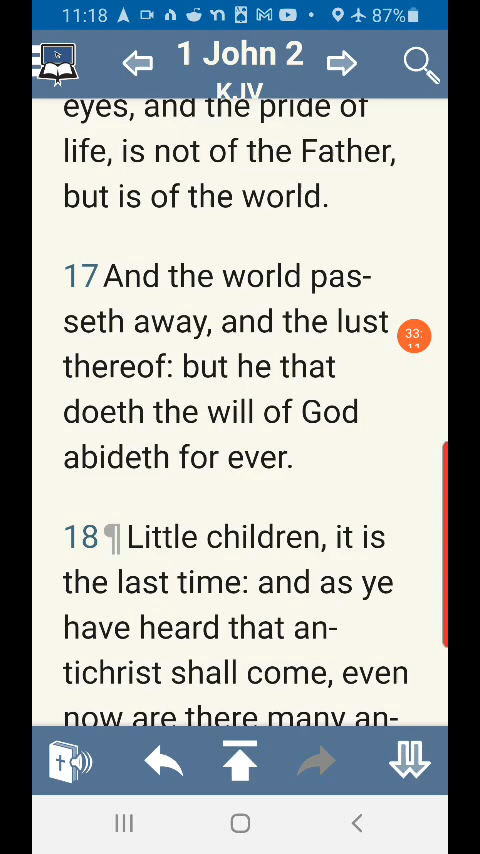 11:18 87%
1 John 2
KJV
eyes, and the pride of
life, is not of the Father,
but is of the world.
17 And the world pas-
seth away, and the lust
thereof: but he that
doeth the will of God
abideth for ever.
33:
11
18 ¶ Little children, it is
the last time: and as ye
have heard that an-
tichrist shall come, even
now are there many an-